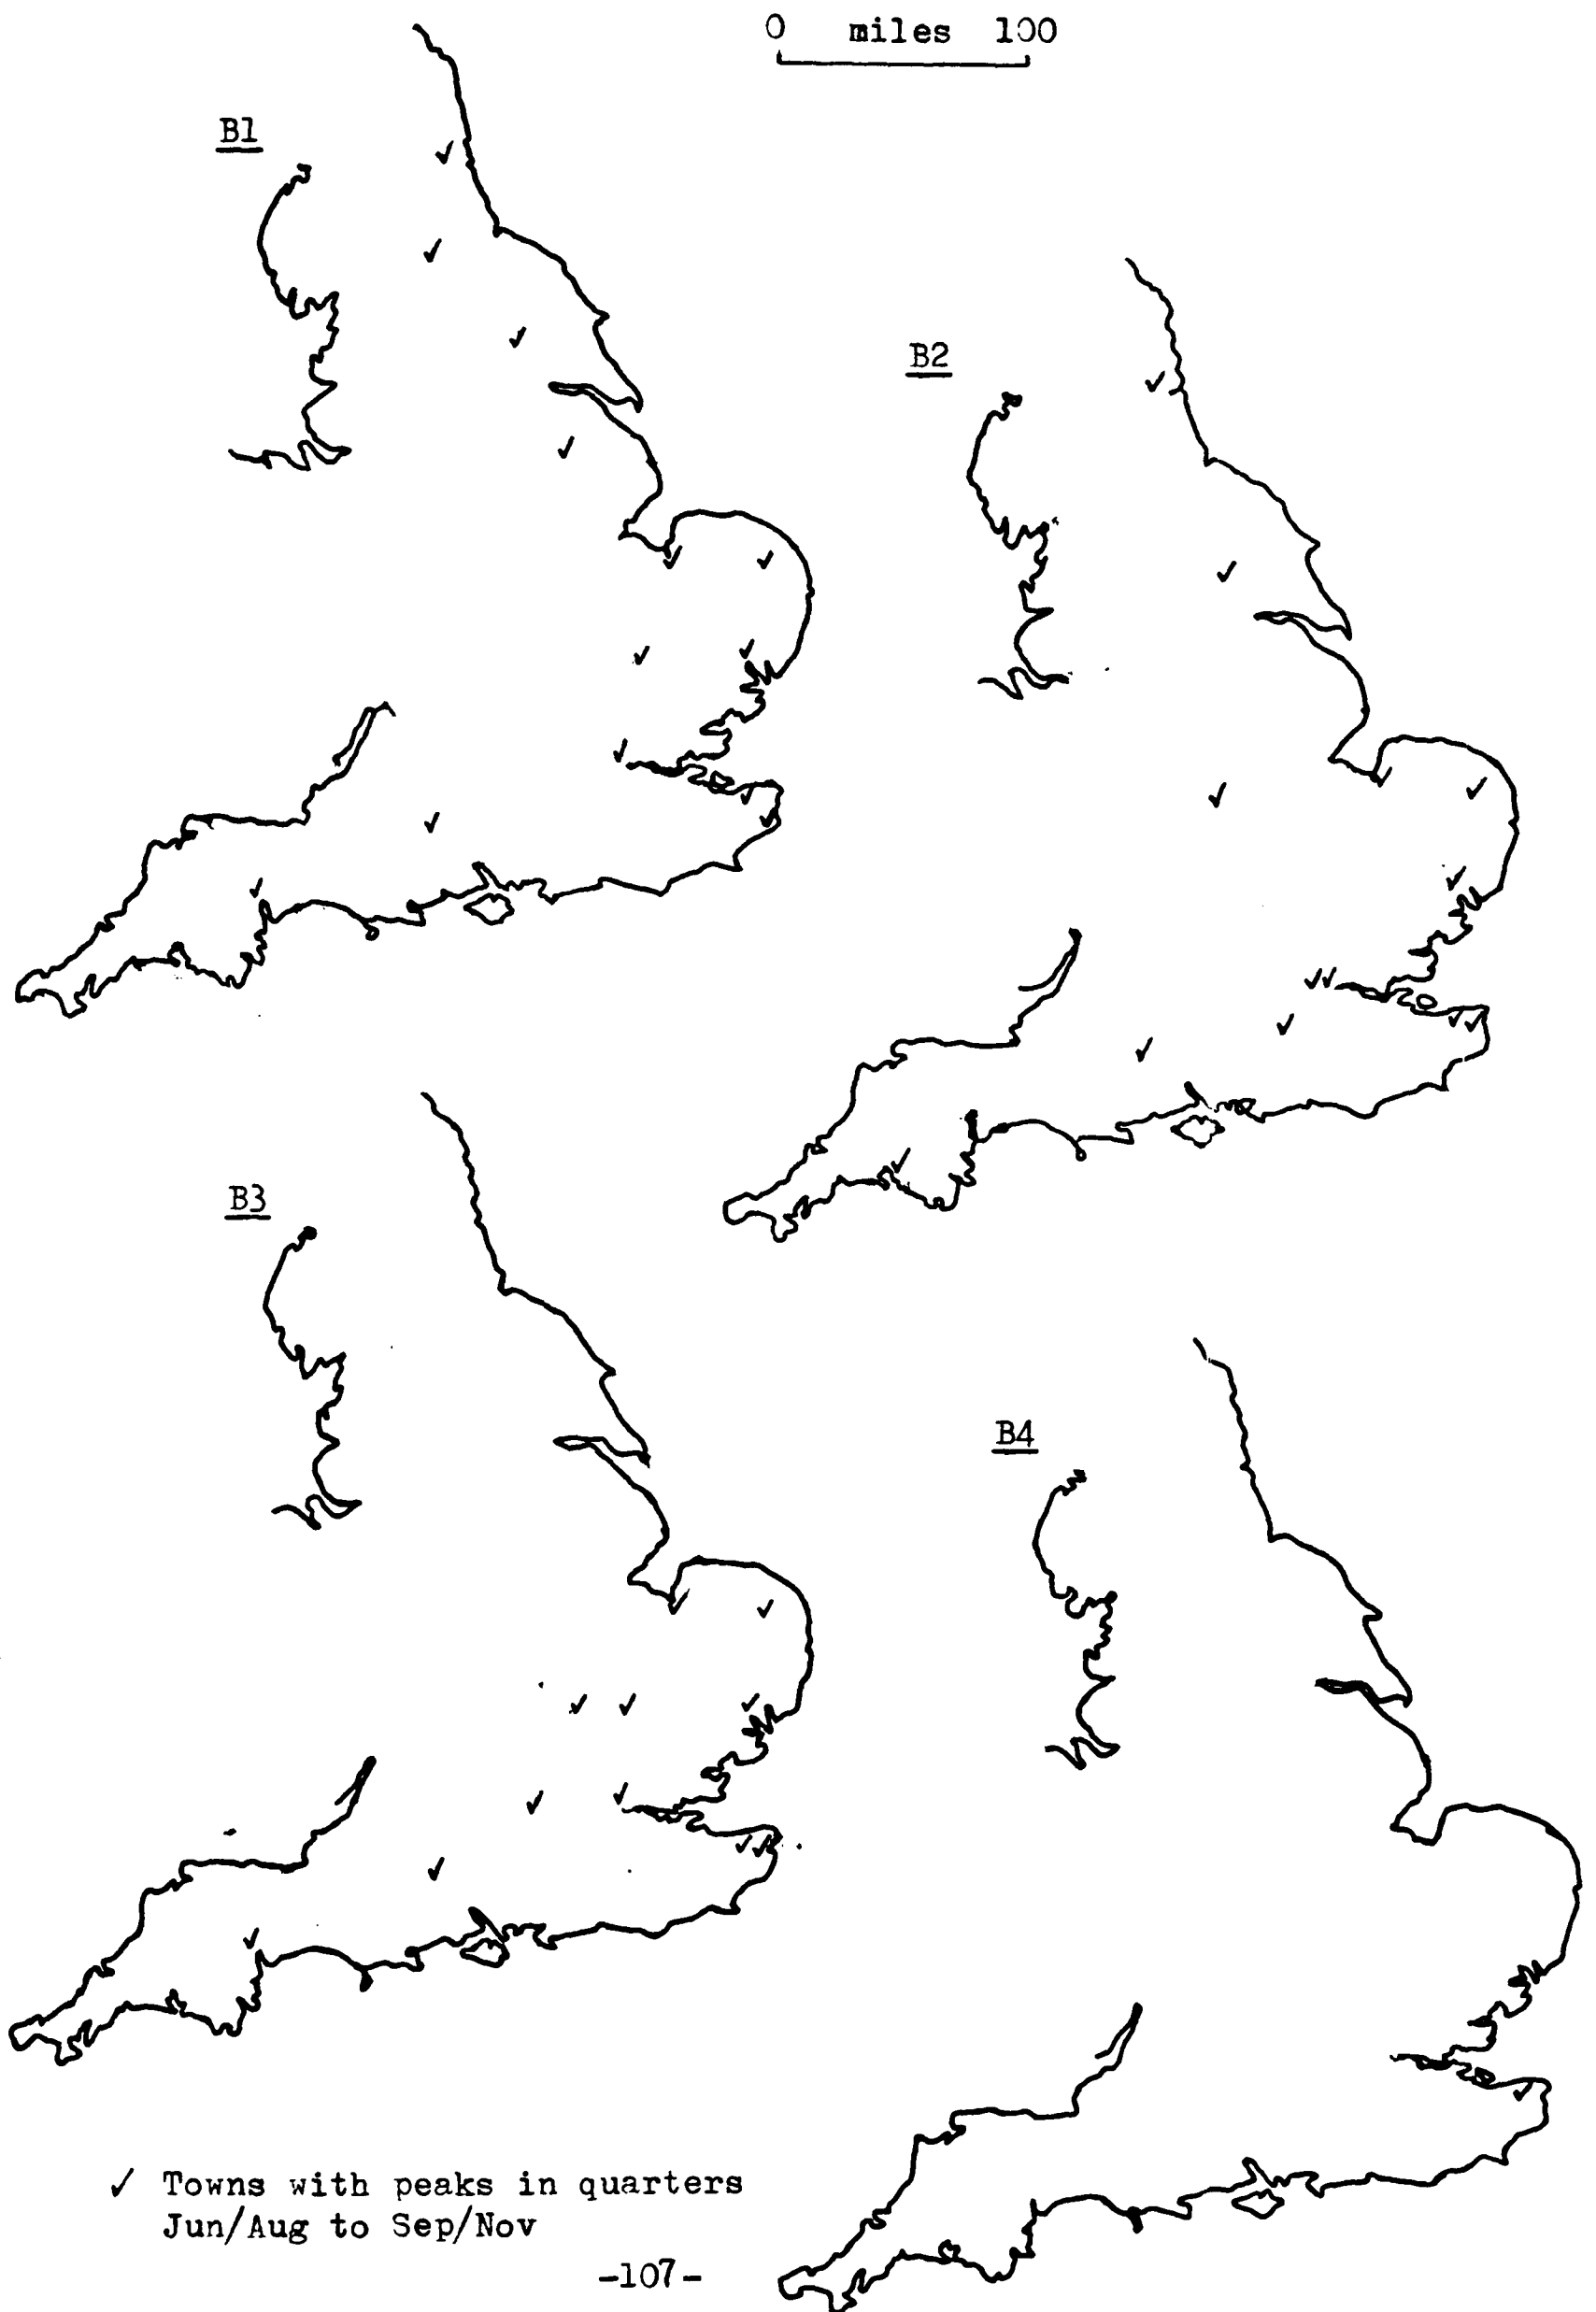 0 miles 100
B1
B2
B3
B4
✓ Towns with peaks in quarters
Jun/Aug to Sep/Nov
-107-